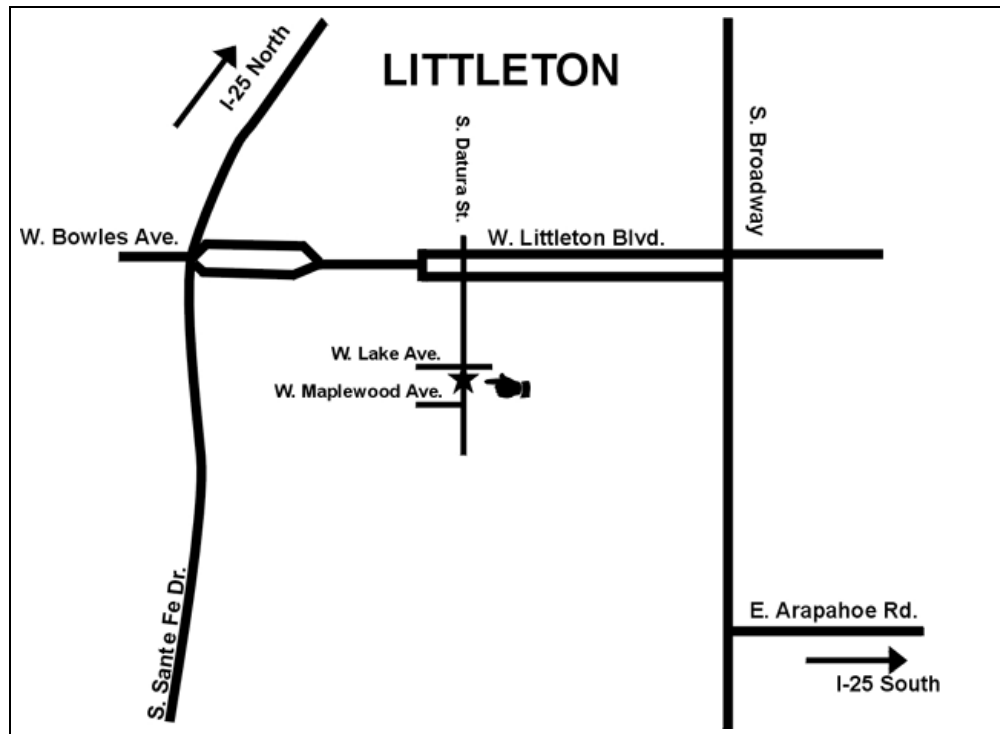 I-25 North
LITTLETON
S. Datura St.
S. Broadway
W. Bowles Ave.
W. Littleton Blvd.
W. Lake Ave.
W. Maplewood Ave.
S. Sante Fe Dr.
E. Arapahoe Rd.
I-25 South